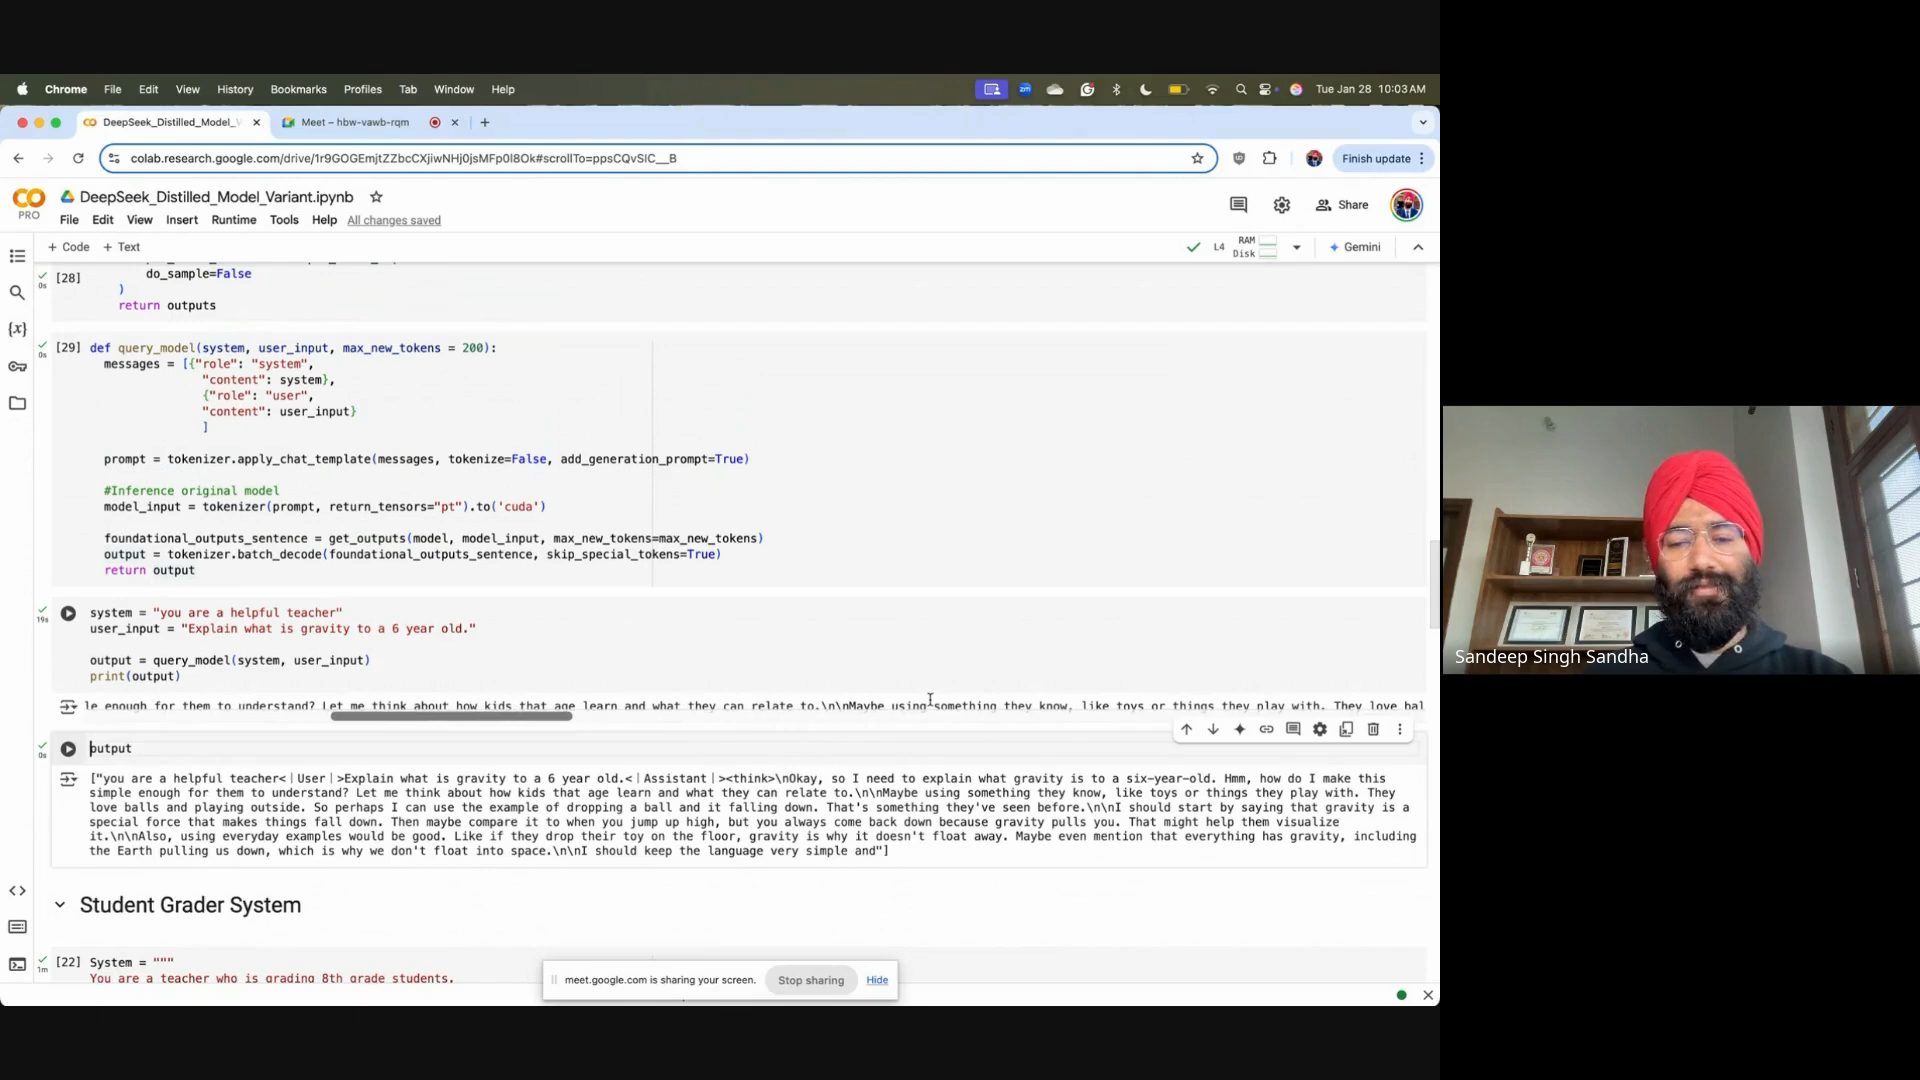 Chrome File Edit View History Bookmarks Profiles Tab Window Help Tue Jan 28 10:03 AM
DeepSeek_Distilled_Model_V Meet – hbw-vawb-rqm
colab.research.google.com/drive/1r9GOGEmjtZZbcCXjiwNHj0jsMFp0l8Ok#scrollTo=ppsCQvSlC__B Finish update
CO PRO DeepSeek_Distilled_Model_Variant.ipynb
File Edit View Insert Runtime Tools Help All changes saved Share
+ Code + Text L4 RAM Disk Gemini
[28] do_sample=False
0s
)
return outputs
[29] def query_model(system, user_input, max_new_tokens = 200):
0s
messages = [{"role": "system",
"content": system},
{"role": "user",
"content": user_input}
]
prompt = tokenizer.apply_chat_template(messages, tokenize=False, add_generation_prompt=True)
#Inference original model
model_input = tokenizer(prompt, return_tensors="pt").to('cuda')
foundational_outputs_sentence = get_outputs(model, model_input, max_new_tokens=max_new_tokens)
output = tokenizer.batch_decode(foundational_outputs_sentence, skip_special_tokens=True)
return output
system = "you are a helpful teacher"
19s
user_input = "Explain what is gravity to a 6 year old."
output = query_model(system, user_input)
print(output)
le enough for them to understand? Let me think about how kids that age learn and what they can relate to.\n\nMaybe using something they know, like toys or things they play with. They love bal
output
0s
["you are a helpful teacher<|User|>Explain what is gravity to a 6 year old.<|Assistant|><think>\nOkay, so I need to explain what gravity is to a six-year-old. Hmm, how do I make this
simple enough for them to understand? Let me think about how kids that age learn and what they can relate to.\n\nMaybe using something they know, like toys or things they play with. They
love balls and playing outside. So perhaps I can use the example of dropping a ball and it falling down. That's something they've seen before.\n\nI should start by saying that gravity is a
special force that makes things fall down. Then maybe compare it to when you jump up high, but you always come back down because gravity pulls you. That might help them visualize
it.\n\nAlso, using everyday examples would be good. Like if they drop their toy on the floor, gravity is why it doesn't float away. Maybe even mention that everything has gravity, including
the Earth pulling us down, which is why we don't float into space.\n\nI should keep the language very simple and"]
Student Grader System
[22] System = """
1m You are a teacher who is grading 8th grade students.
meet.google.com is sharing your screen. Stop sharing Hide
Sandeep Singh Sandha